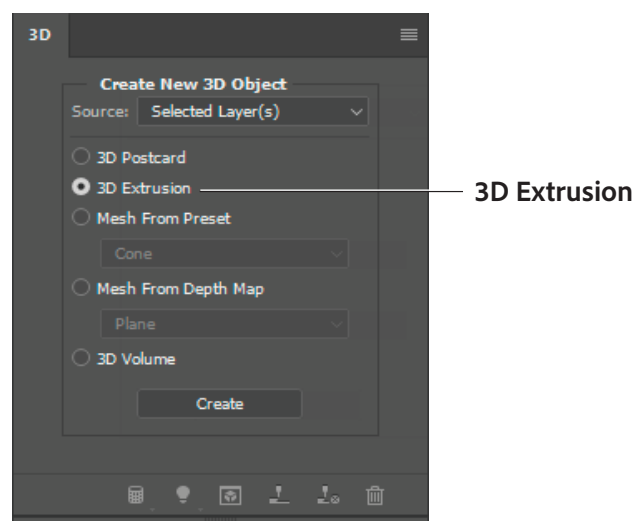 3D
Create New 3D Object
Source: Selected Layer(s)
3D Postcard
3D Extrusion
3D Extrusion
Mesh From Preset
Cone
Mesh From Depth Map
Plane
3D Volume
Create